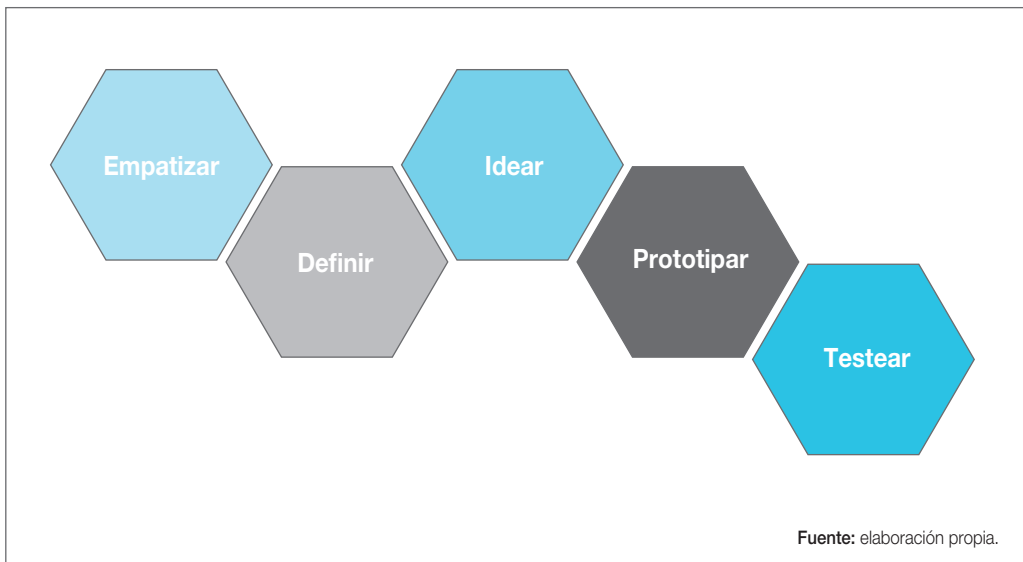 Empatizar
Definir
Idear
Prototipar
Testear
Fuente: elaboración propia.